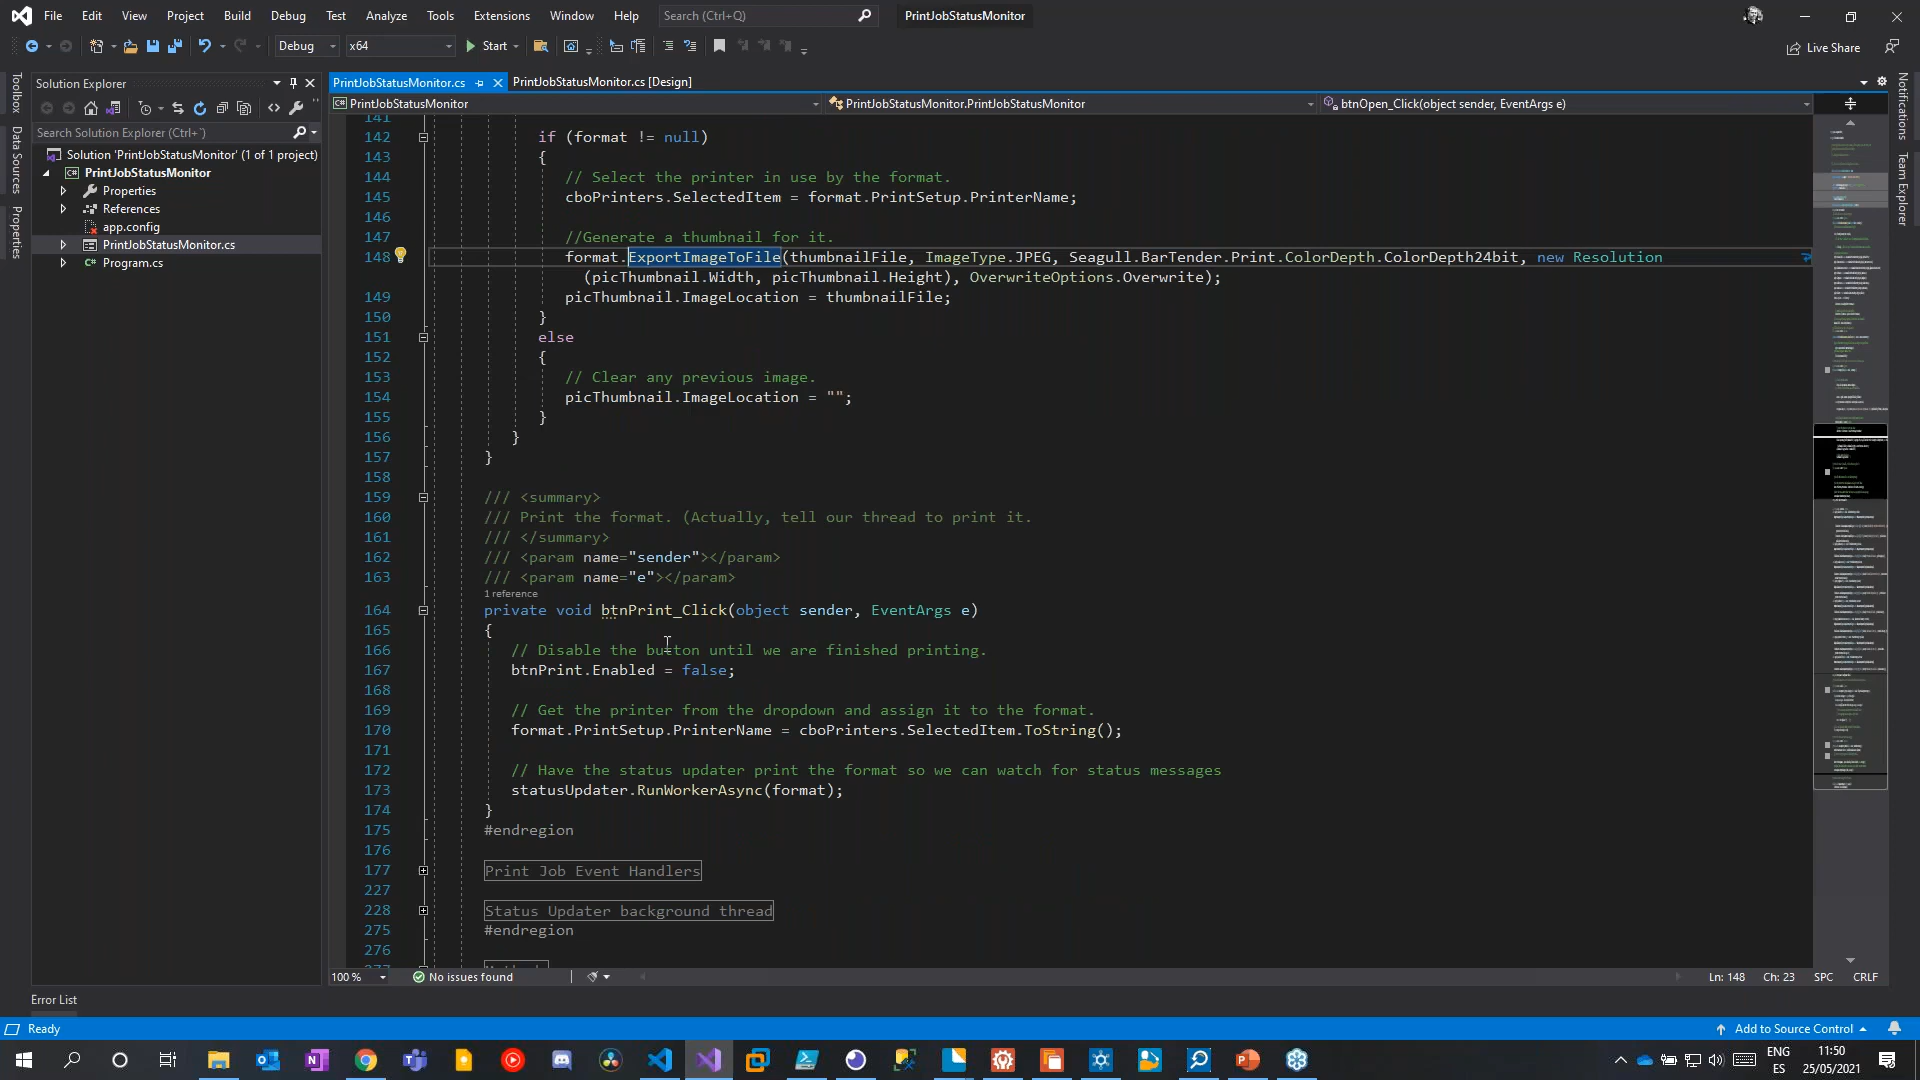 File Edit View Project Build Debug Test Analyze Tools Extensions Window Help Search (Ctrl+Q) PrintJobStatusMonitor
Debug x64 Start Live Share
Solution Explorer
Search Solution Explorer (Ctrl+´)
Solution 'PrintJobStatusMonitor' (1 of 1 project)
PrintJobStatusMonitor
Properties
References
app.config
PrintJobStatusMonitor.cs
Program.cs
Toolbox
Data Sources
Properties
PrintJobStatusMonitor.cs PrintJobStatusMonitor.cs [Design]
PrintJobStatusMonitor PrintJobStatusMonitor.PrintJobStatusMonitor btnOpen_Click(object sender, EventArgs e)
141
142 if (format != null)
143 {
144 // Select the printer in use by the format.
145 cboPrinters.SelectedItem = format.PrintSetup.PrinterName;
146
147 //Generate a thumbnail for it.
148 format.ExportImageToFile(thumbnailFile, ImageType.JPEG, Seagull.BarTender.Print.ColorDepth.ColorDepth24bit, new Resolution
(picThumbnail.Width, picThumbnail.Height), OverwriteOptions.Overwrite);
149 picThumbnail.ImageLocation = thumbnailFile;
150 }
151 else
152 {
153 // Clear any previous image.
154 picThumbnail.ImageLocation = "";
155 }
156 }
157 }
158
159 /// <summary>
160 /// Print the format. (Actually, tell our thread to print it.
161 /// </summary>
162 /// <param name="sender"></param>
163 /// <param name="e"></param>
1 reference
164 private void btnPrint_Click(object sender, EventArgs e)
165 {
166 // Disable the button until we are finished printing.
167 btnPrint.Enabled = false;
168
169 // Get the printer from the dropdown and assign it to the format.
170 format.PrintSetup.PrinterName = cboPrinters.SelectedItem.ToString();
171
172 // Have the status updater print the format so we can watch for status messages
173 statusUpdater.RunWorkerAsync(format);
174 }
175 #endregion
176
177 Print Job Event Handlers
227
228 Status Updater background thread
275 #endregion
276
Notifications
Team Explorer
100 % No issues found Ln: 148 Ch: 23 SPC CRLF
Error List
Ready Add to Source Control
ENG
ES
11:50
25/05/2021